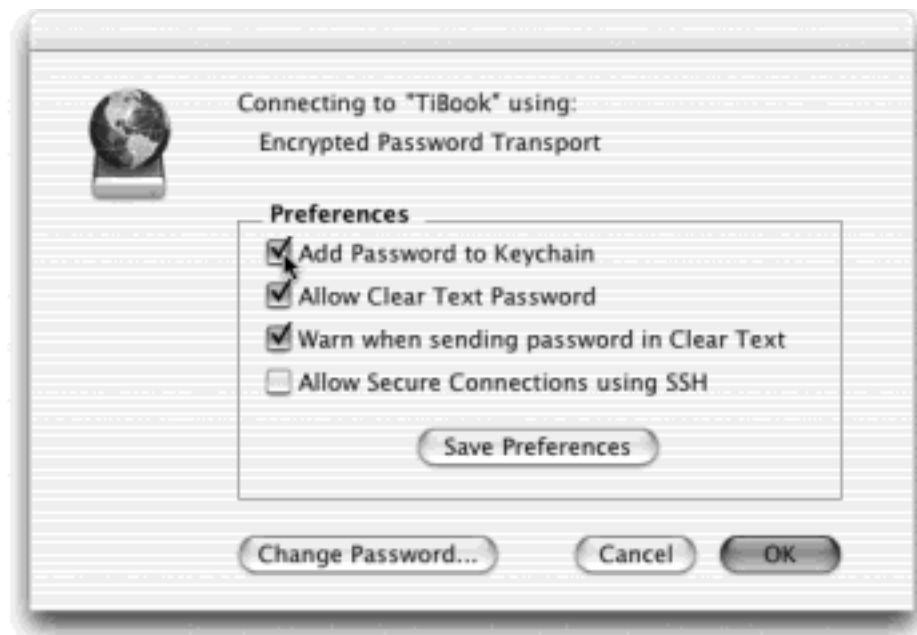 Connecting to "TiBook" using:
Encrypted Password Transport
Preferences
Add Password to Keychain
Allow Clear Text Password
Warn when sending password in Clear Text
Allow Secure Connections using SSH
Save Preferences
Change Password...
Cancel
OK